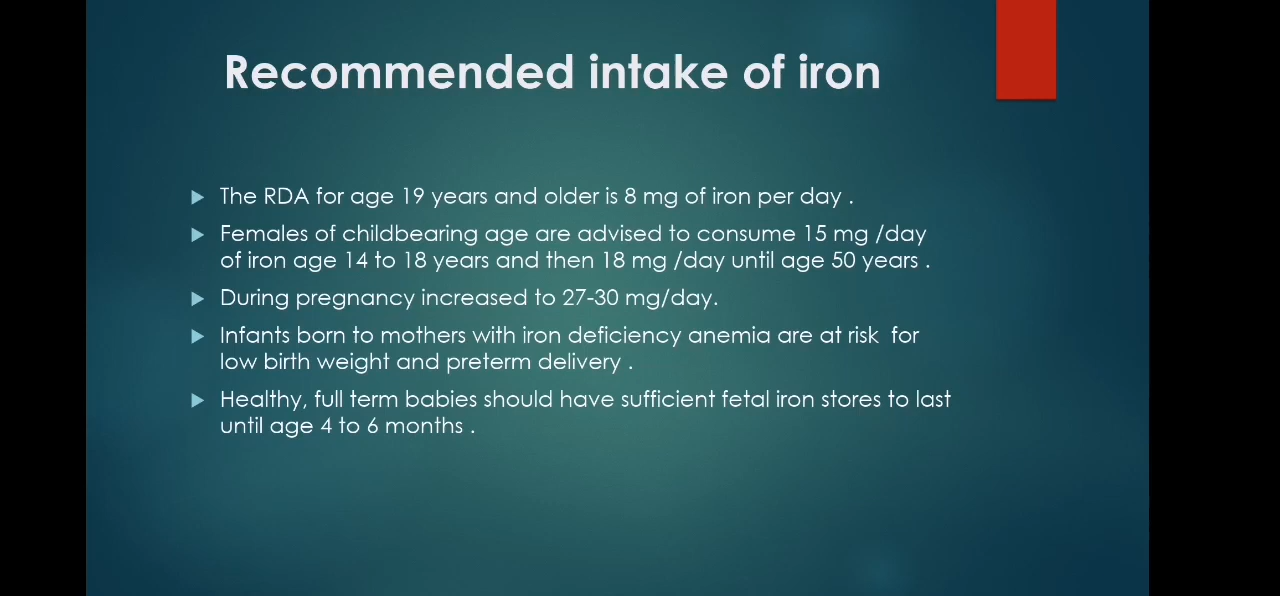 Recommended intake of iron
The RDA for age 19 years and older is 8 mg of iron per day .
Females of childbearing age are advised to consume 15 mg /day
of iron age 14 to 18 years and then 18 mg /day until age 50 years .
During pregnancy increased to 27-30 mg/day.
Infants born to mothers with iron deficiency anemia are at risk  for
low birth weight and preterm delivery .
Healthy, full term babies should have sufficient fetal iron stores to last
until age 4 to 6 months .